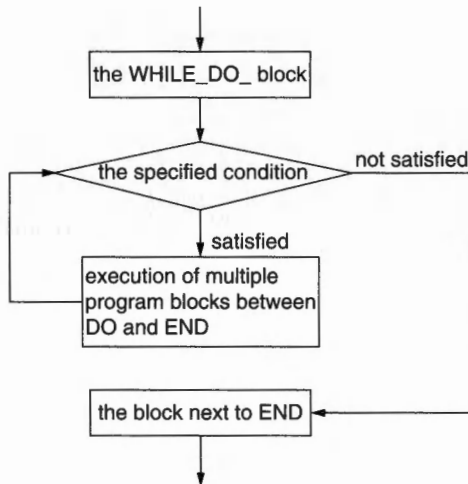 the WHILE_DO_ block
the specified condition
not satisfied
satisfied
execution of multiple
program blocks between
DO and END
the block next to END